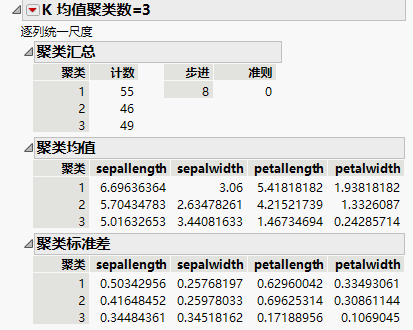 K 均值聚类数=3
逐列统一尺度
聚类汇总
聚类 计数 步进 准则
1 55 8 0
2 46
3 49
聚类均值
聚类 sepallength sepalwidth petallength petalwidth
1 6.69636364 3.06 5.41818182 1.93818182
2 5.70434783 2.63478261 4.21521739 1.3326087
3 5.01632653 3.44081633 1.46734694 0.24285714
聚类标准差
聚类 sepallength sepalwidth petallength petalwidth
1 0.50342956 0.25768197 0.62960042 0.33493061
2 0.41648452 0.25978033 0.69625314 0.30861144
3 0.34484361 0.34518162 0.17188956 0.1069045